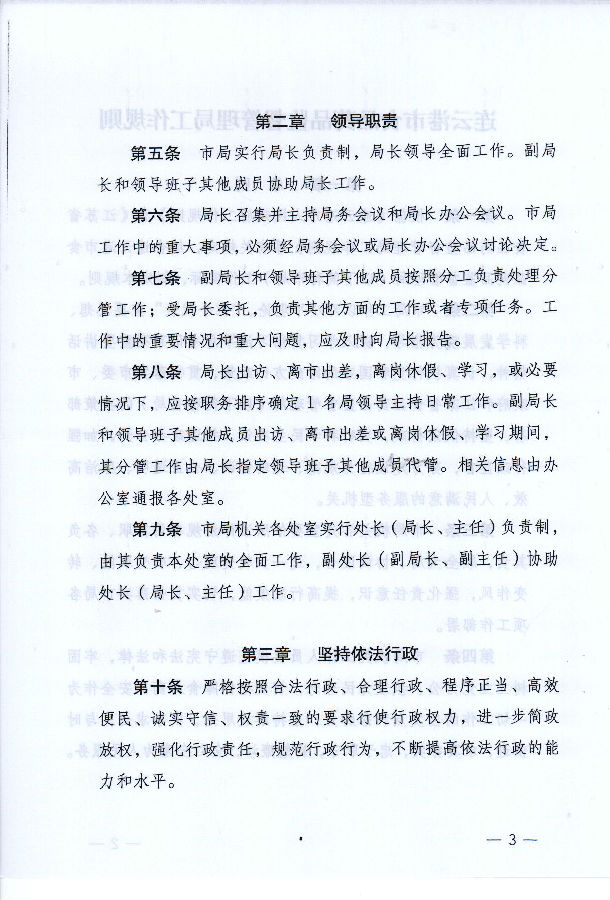 第二章 领导职责
第五条 市局实行局长负责制，局长领导全面工作。副局
长和领导班子其他成员协助局长工作。
第六条 局长召集并主持局务会议和局长办公会议。市局
工作中的重大事项，必须经局务会议或局长办公会议讨论决定。
第七条 副局长和领导班子其他成员按照分工负责处理分
管工作；受局长委托，负责其他方面的工作或者专项任务。工
作中的重要情况和重大问题，应及时向局长报告。
第八条 局长出访、离市出差，离岗休假、学习，或必要
情况下，应按职务排序确定1名局领导主持日常工作。副局长
和领导班子其他成员出访、离市出差或离岗休假、学习期间，
其分管工作由局长指定领导班子其他成员代管。相关信息由办
公室通报各处室。
第九条 市局机关各处室实行处长（局长、主任）负责制，
由其负责本处室的全面工作，副处长（副局长、副主任）协助
处长（局长、主任）工作。
第三章 坚持依法行政
第十条 严格按照合法行政、合理行政、程序正当、高效
便民、诚实守信、权责一致的要求行使行政权力，进一步简政
放权，强化行政责任，规范行政行为，不断提高依法行政的能
力和水平。
— 3 —